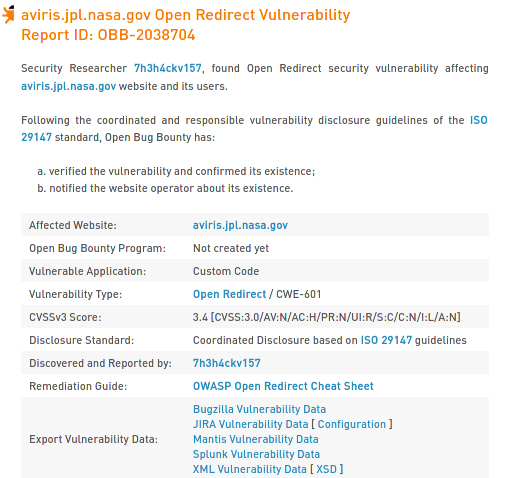 aviris.jpl.nasa.gov Open Redirect Vulnerability
Report ID: OBB-2038704
Security Researcher 7h3h4ckv157, found Open Redirect security vulnerability affecting
aviris.jpl.nasa.gov website and its users.
Following the coordinated and responsible vulnerability disclosure guidelines of the ISO
29147 standard, Open Bug Bounty has:
a. verified the vulnerability and confirmed its existence;
b. notified the website operator about its existence.
Affected Website: aviris.jpl.nasa.gov
Open Bug Bounty Program: Not created yet
Vulnerable Application: Custom Code
Vulnerability Type: Open Redirect / CWE-601
CVSSv3 Score: 3.4 [CVSS:3.0/AV:N/AC:H/PR:N/UI:R/S:C/C:N/I:L/A:N]
Disclosure Standard: Coordinated Disclosure based on ISO 29147 guidelines
Discovered and Reported by: 7h3h4ckv157
Remediation Guide: OWASP Open Redirect Cheat Sheet
Export Vulnerability Data: Bugzilla Vulnerability Data
JIRA Vulnerability Data [ Configuration ]
Mantis Vulnerability Data
Splunk Vulnerability Data
XML Vulnerability Data [ XSD ]